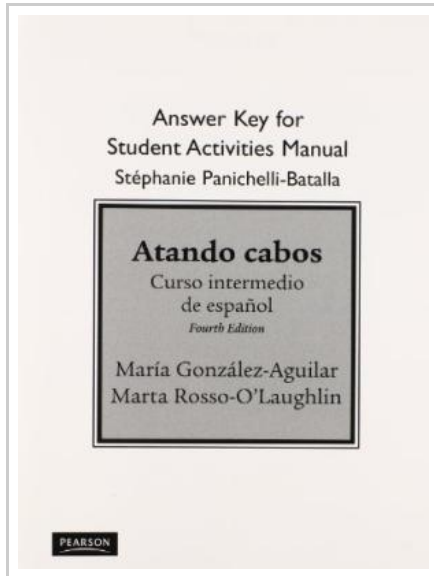 Answer Key for
Student Activities Manual
Stéphanie Panichelli-Batalla
Atando cabos
Curso intermedio
de español
Fourth Edition
María González-Aguilar
Marta Rosso-O'Laughlin
PEARSON